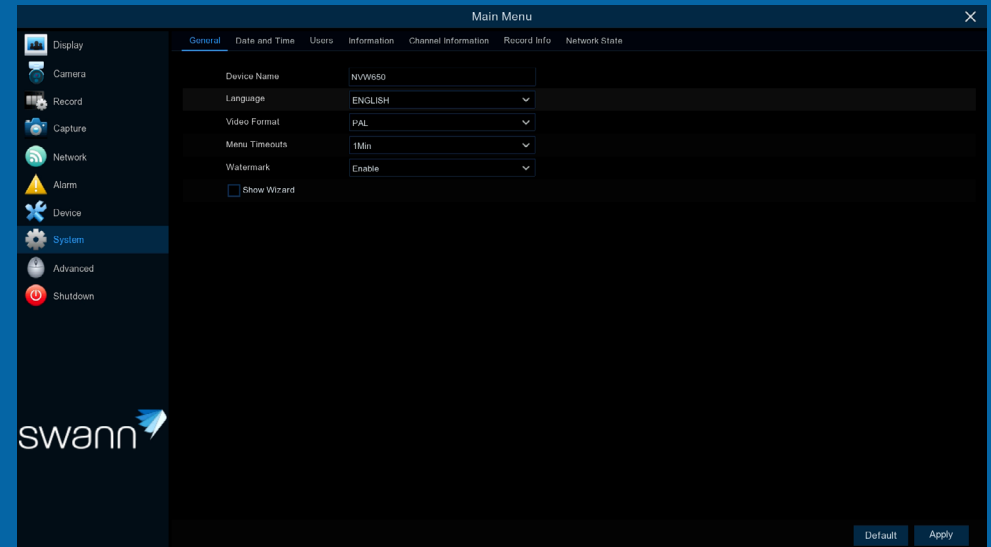 Main Menu
Display
Camera
Record
Capture
Network
Alarm
Device
System
Advanced
Shutdown
swann
General Date and Time Users Information Channel Information Record Info Network State
Device Name NVW650
Language ENGLISH
Video Format PAL
Menu Timeouts 1Min
Watermark Enable
Show Wizard
Default Apply